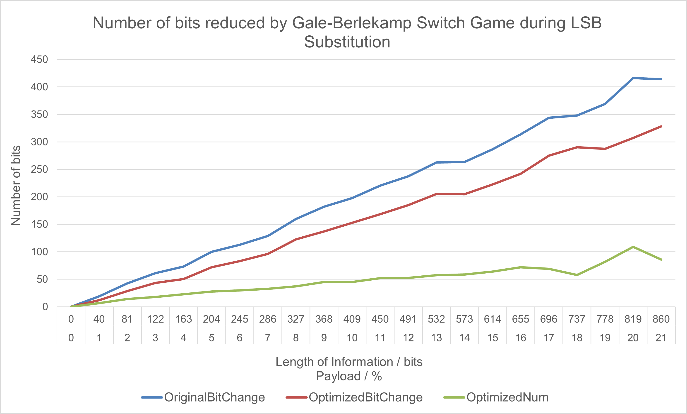 Number of bits reduced by Gale-Berlekamp Switch Game during LSB
Substitution
450
400
350
300
250
200
150
100
50
0
Number of bits
0 40 81 122 163 204 245 286 327 368 409 450 491 532 573 614 655 696 737 778 819 860
0 1 2 3 4 5 6 7 8 9 10 11 12 13 14 15 16 17 18 19 20 21
Length of Information / bits
Payload / %
OriginalBitChange OptimizedBitChange OptimizedNum